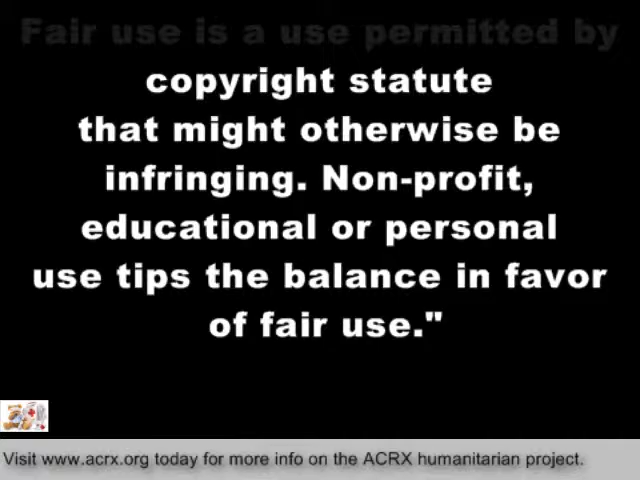 Fair use is a use permitted by
copyright statute
that might otherwise be
infringing. Non-profit,
educational or personal
use tips the balance in favor
of fair use."
Visit www.acrx.org today for more info on the ACRX humanitarian project.